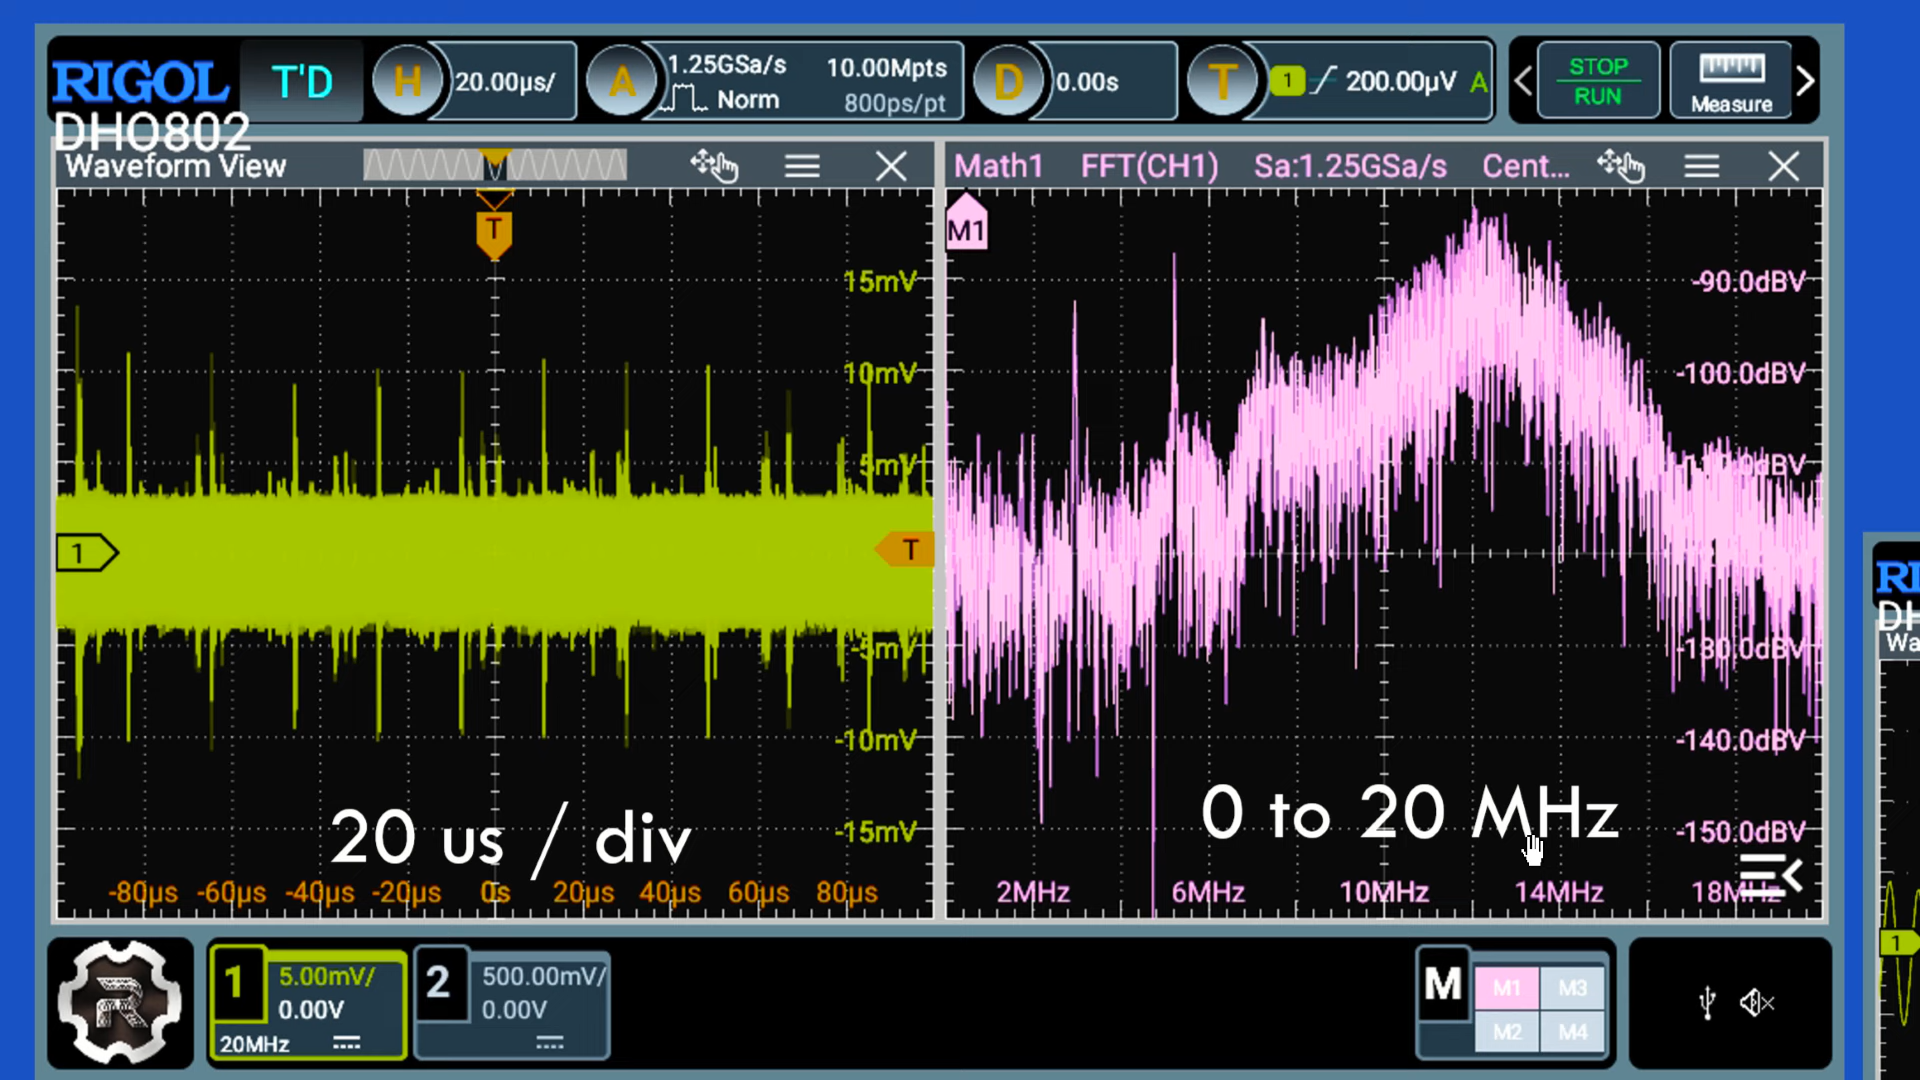 RIGOL
DHO802
T'D
H
20.00µs/
A
1.25GSa/s
Norm
10.00Mpts
800ps/pt
D
0.00s
T
1
200.00µV
A
STOP
RUN
Measure
Waveform View
Math1 FFT(CH1) Sa:1.25GSa/s Cent...
T
M1
15mV
10mV
5mV
1
T
-5mV
-10mV
-15mV
20 us / div
-80µs -60µs -40µs -20µs 0s 20µs 40µs 60µs 80µs
-90.0dBV
-100.0dBV
-130.0dBV
-140.0dBV
-150.0dBV
0 to 20 MHz
2MHz 6MHz 10MHz 14MHz 18MHz
1
5.00mV/
0.00V
20MHz
2
500.00mV/
0.00V
M
M1 M3
M2 M4
R
1